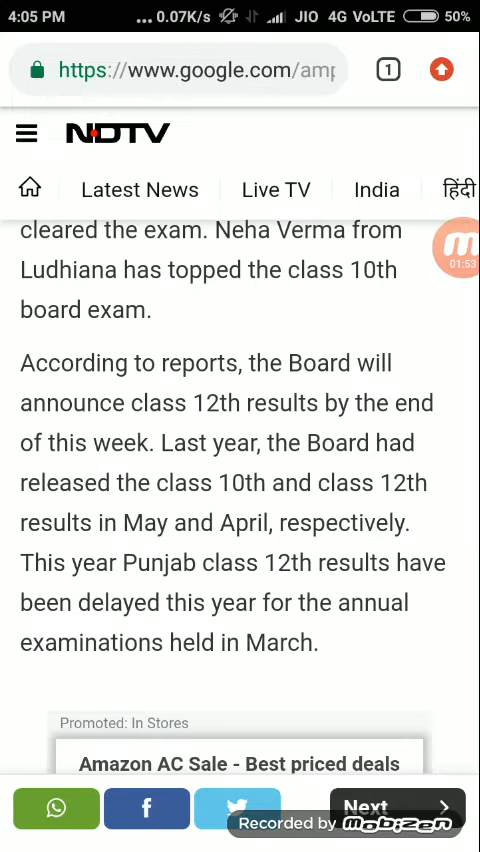 4:05 PM ... 0.07K/s JIO 4G VoLTE 50%
https://www.google.com/amp 1
NDTV
Latest News Live TV India हिंदी
cleared the exam. Neha Verma from
Ludhiana has topped the class 10th
board exam.
01:53
According to reports, the Board will
announce class 12th results by the end
of this week. Last year, the Board had
released the class 10th and class 12th
results in May and April, respectively.
This year Punjab class 12th results have
been delayed this year for the annual
examinations held in March.
Promoted: In Stores
Amazon AC Sale - Best priced deals
Next
Recorded by mobizen